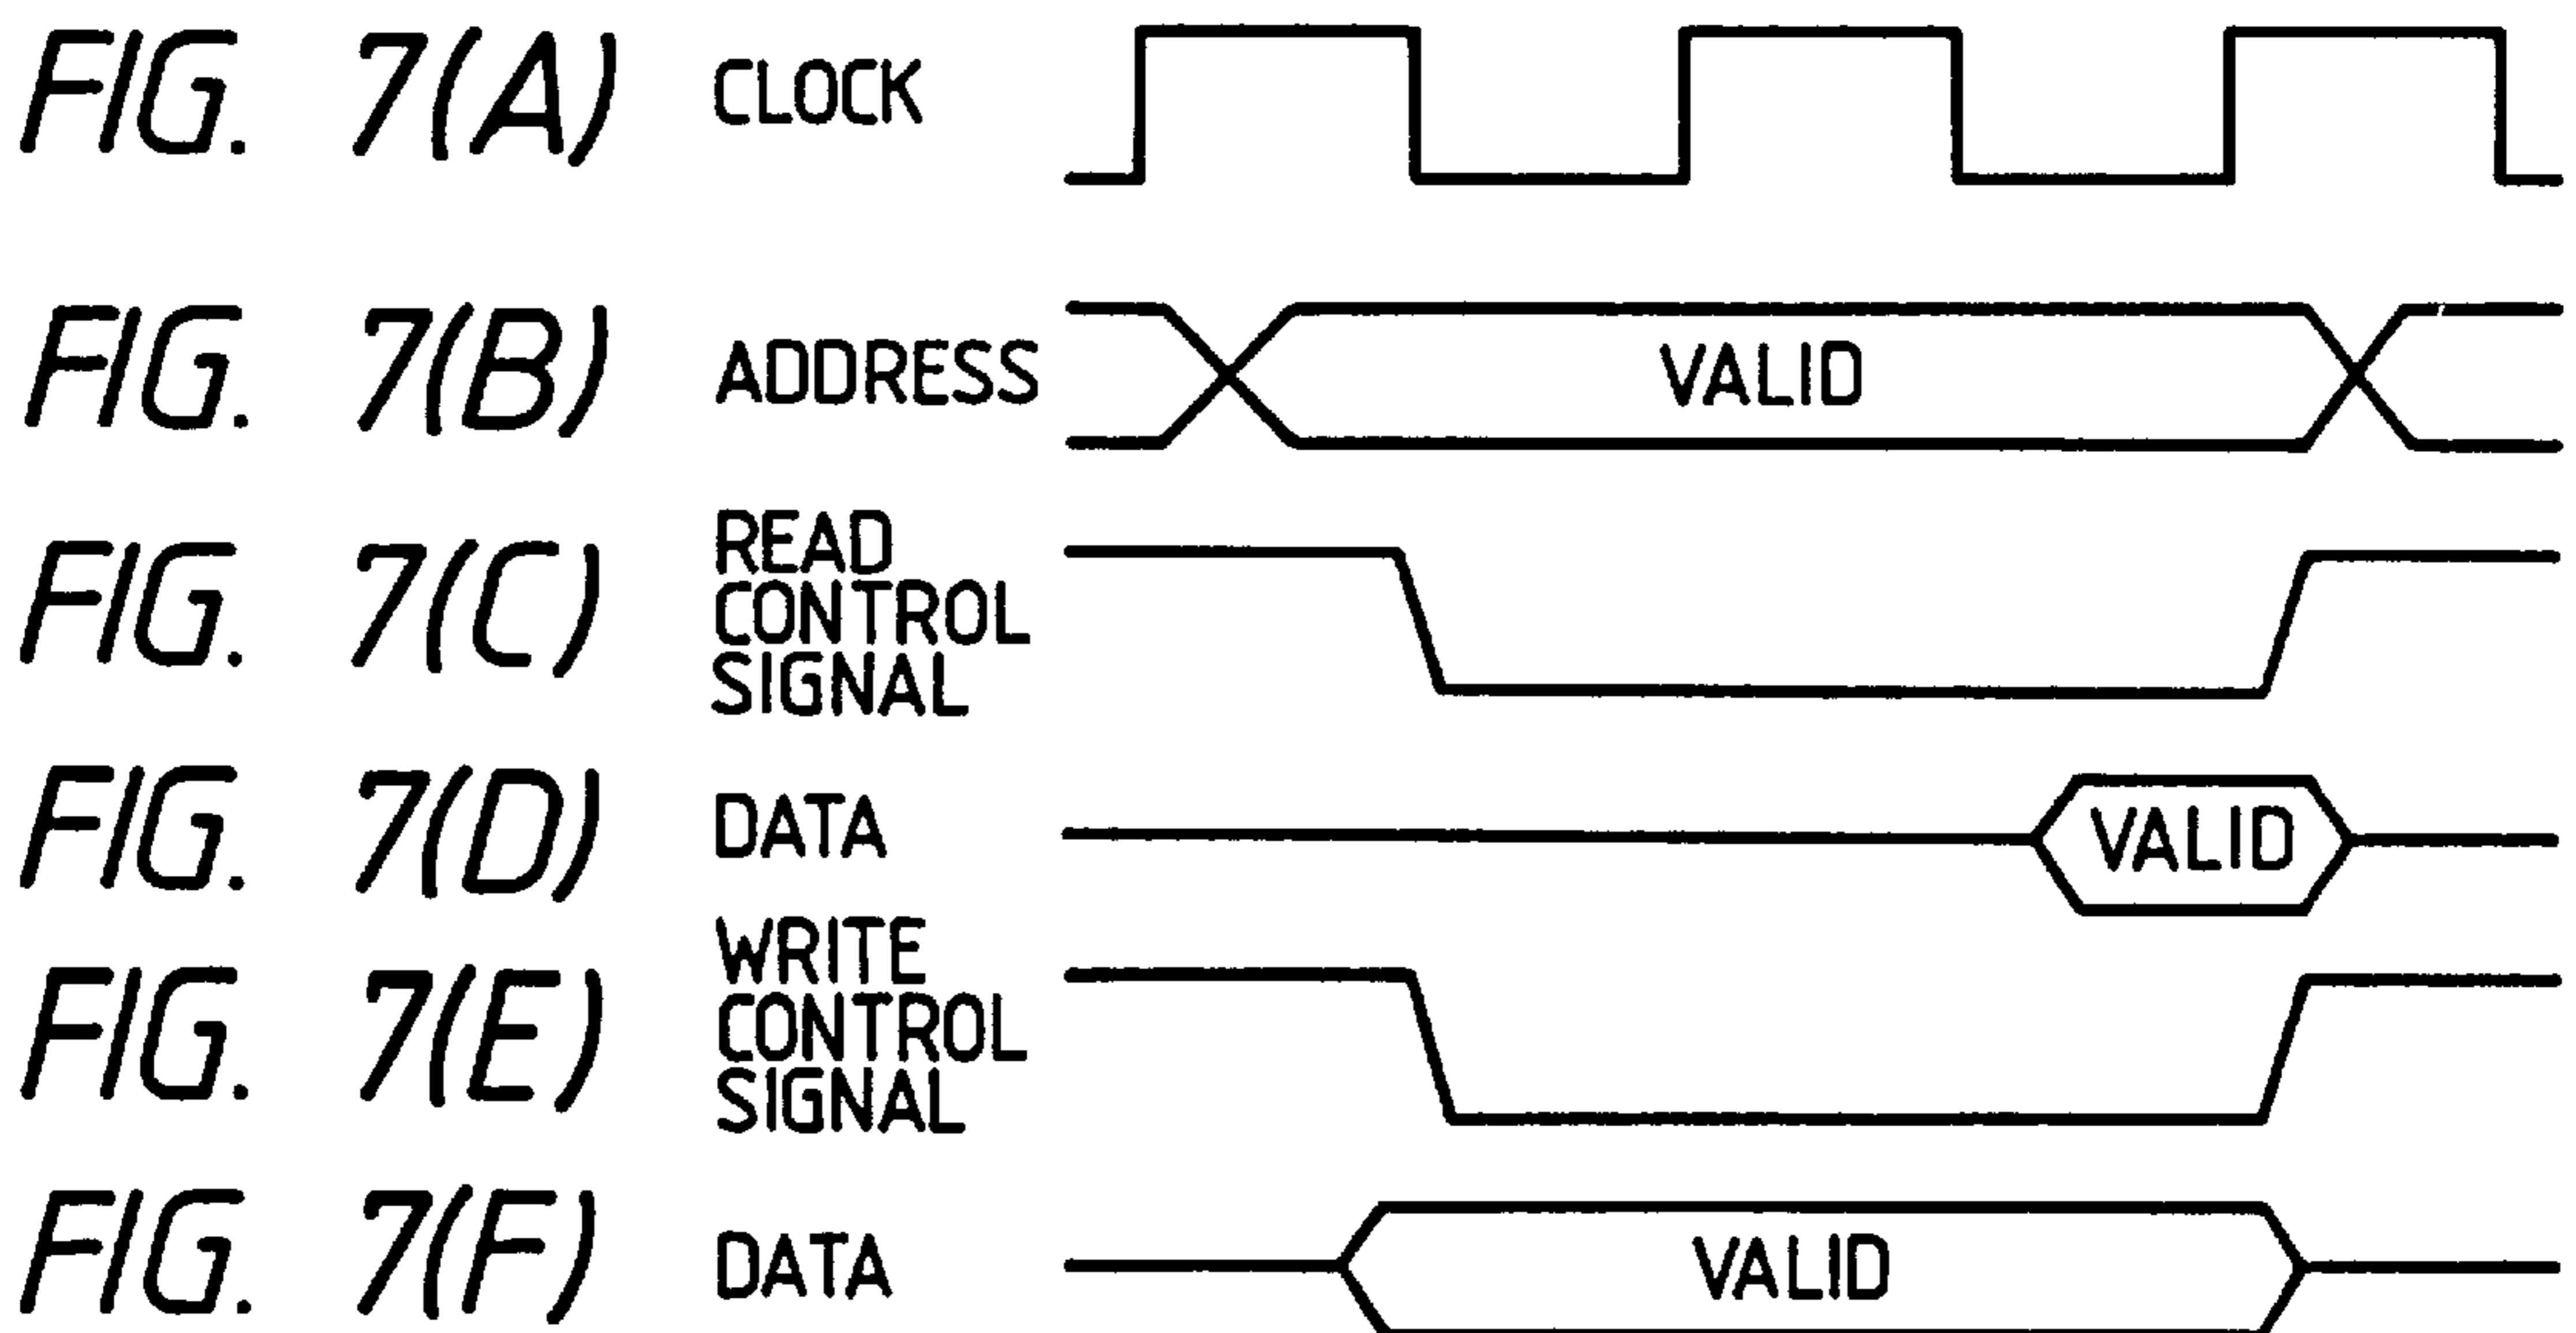 FIG. 7(A) CLOCK
FIG. 7(B) ADDRESS VALID
FIG. 7(C) READ
CONTROL
SIGNAL
FIG. 7(D) DATA VALID
FIG. 7(E) WRITE
CONTROL
SIGNAL
FIG. 7(F) DATA VALID